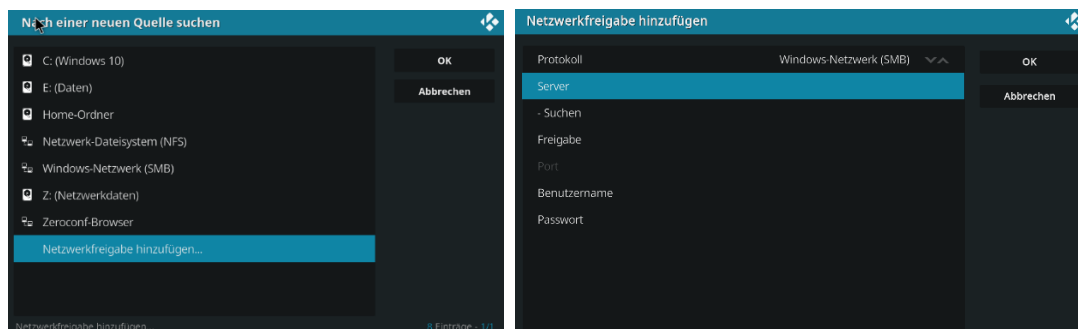 Nach einer neuen Quelle suchen
C: (Windows 10)
E: (Daten)
Home-Ordner
Netzwerk-Dateisystem (NFS)
Windows-Netzwerk (SMB)
Z: (Netzwerkdaten)
Zeroconf-Browser
Netzwerkfreigabe hinzufügen...
OK
Abbrechen
Netzwerkfreigabe hinzufügen
8 Einträge - 1/1
Netzwerkfreigabe hinzufügen
Protokoll Windows-Netzwerk (SMB)
Server
- Suchen
Freigabe
Port
Benutzername
Passwort
OK
Abbrechen